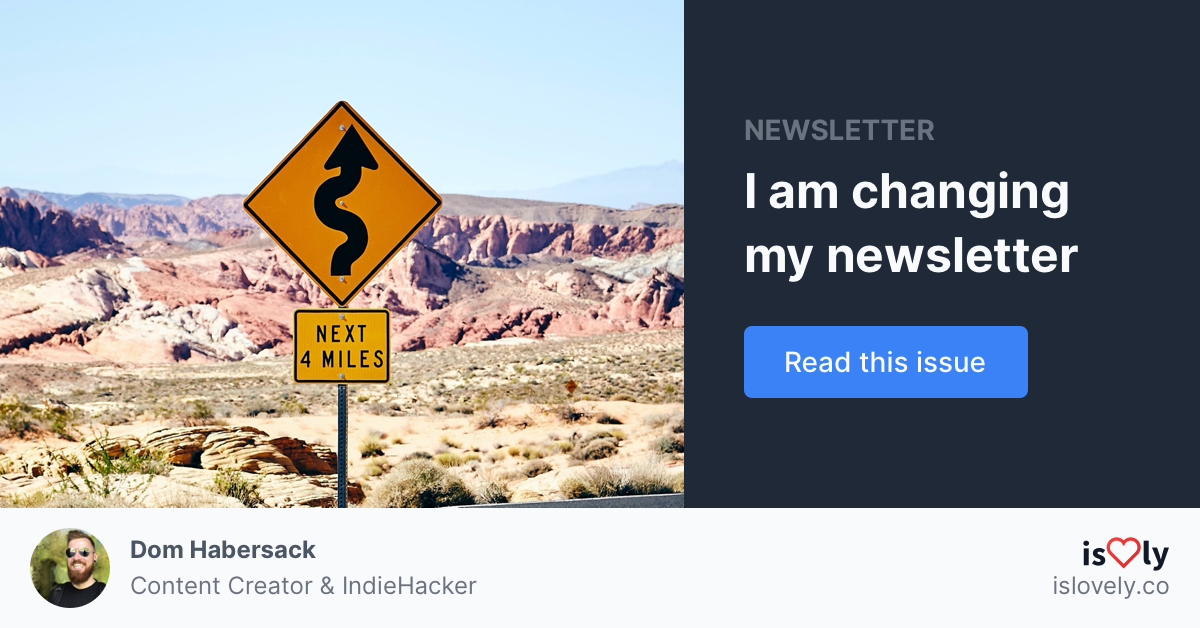 NEXT
4 MILES
NEWSLETTER
I am changing
my newsletter
Read this issue
Dom Habersack
Content Creator & IndieHacker
is♡ly
islovely.co